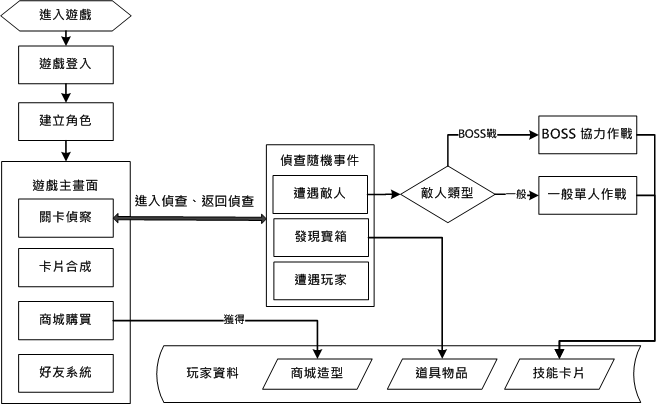 進入遊戲
遊戲登入
建立角色
遊戲主畫面
關卡偵察
卡片合成
商城購買
好友系統
進入偵查、返回偵查
偵查隨機事件
遭遇敵人
發現寶箱
遭遇玩家
敵人類型
BOSS戰
一般
BOSS 協力作戰
一般單人作戰
獲得
玩家資料
商城造型
道具物品
技能卡片